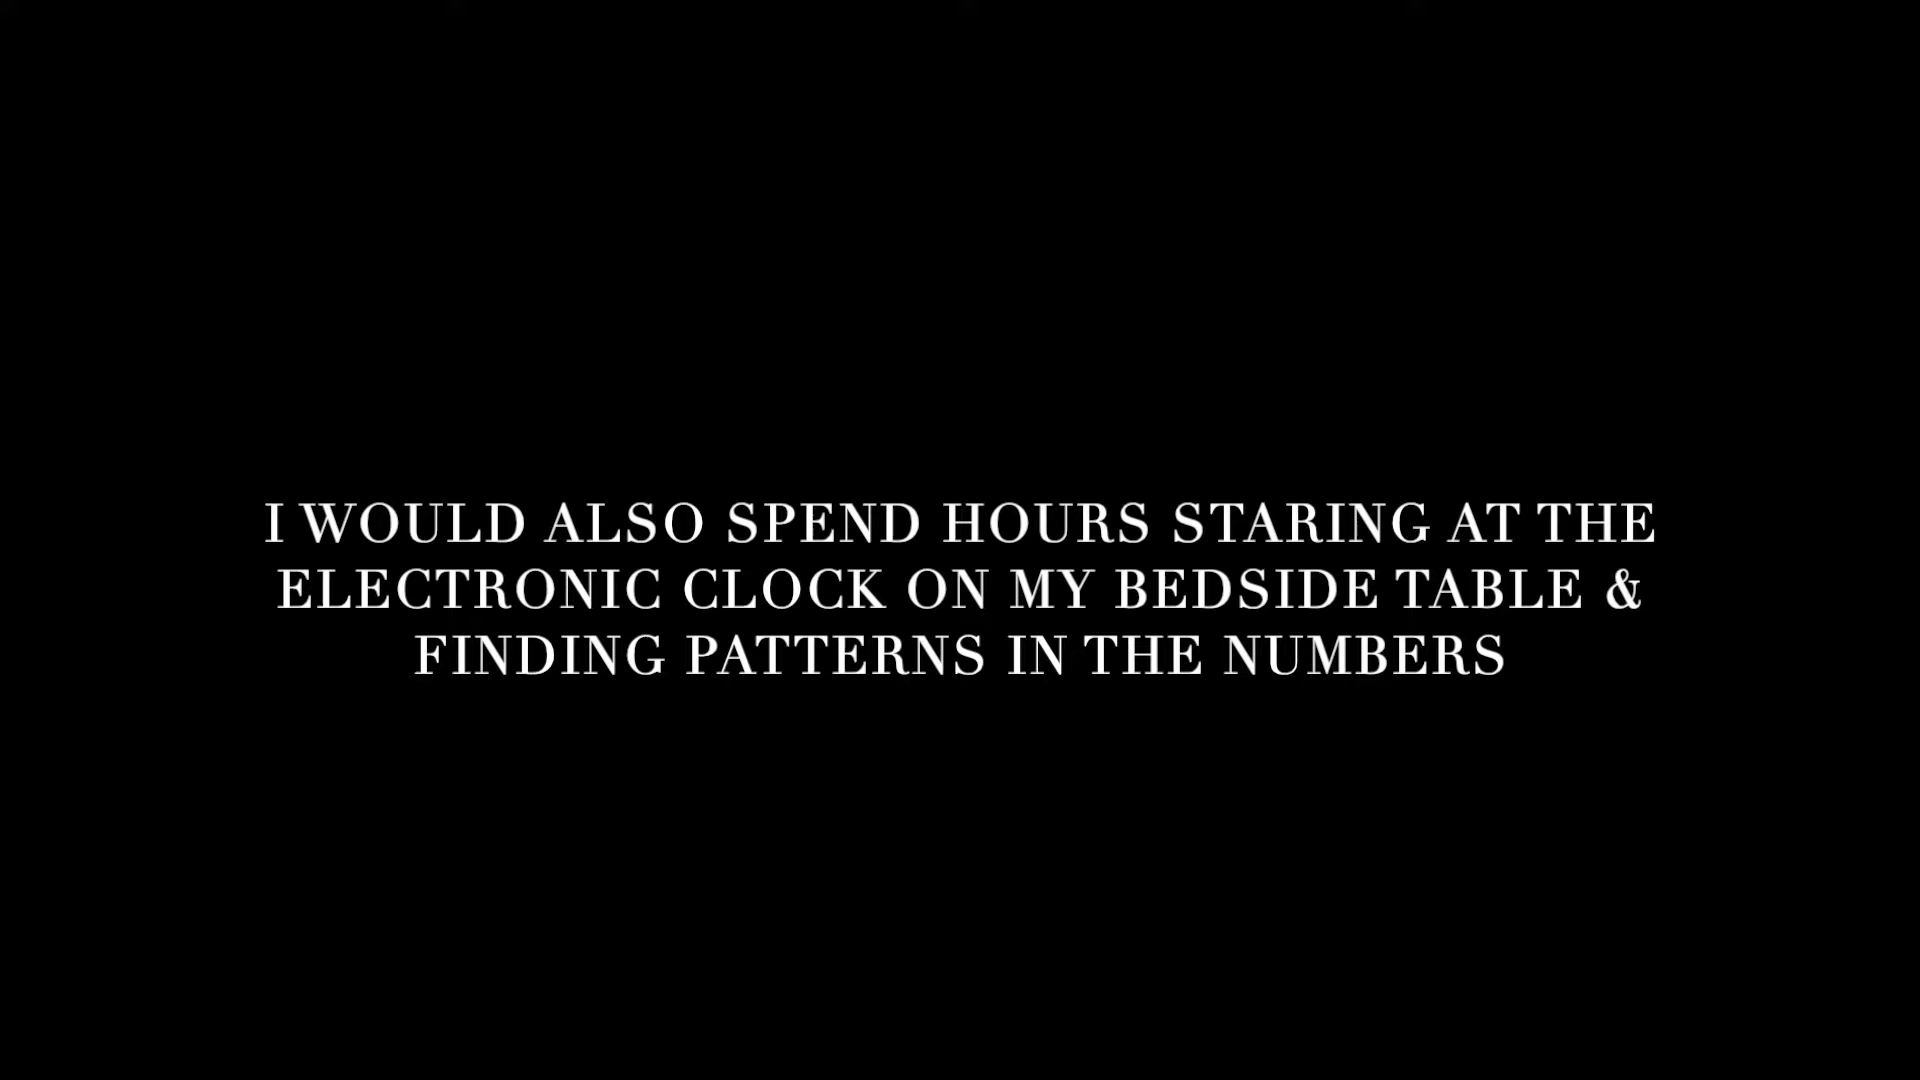 I WOULD ALSO SPEND HOURS STARING AT THE
ELECTRONIC CLOCK ON MY BEDSIDE TABLE &
FINDING PATTERNS IN THE NUMBERS